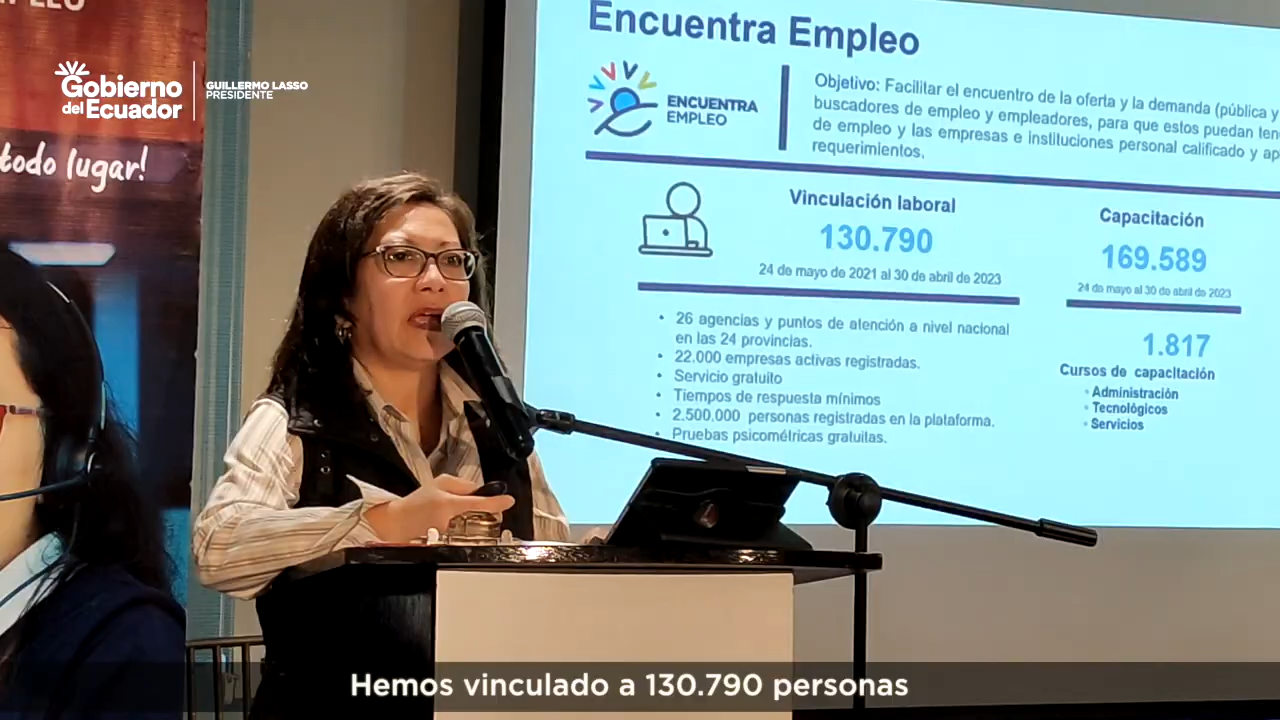 Gobierno
del Ecuador
GUILLERMO LASSO
PRESIDENTE
todo lugar!
Encuentra Empleo
ENCUENTRA
EMPLEO
Objetivo: Facilitar el encuentro de la oferta y la demanda (pública y
buscadores de empleo y empleadores, para que estos puedan
de empleo y las empresas e instituciones personal calificado y
requerimientos.
Vinculación laboral
130.790
24 de mayo de 2021 al 30 de abril de 2023
26 agencias y puntos de atención a nivel nacional
en las 24 provincias.
22.000 empresas activas registradas.
Servicio gratuito
Tiempos de respuesta mínimos
2.500.000 personas registradas en la plataforma.
Pruebas psicométricas gratuitas.
Capacitación
169.589
24 de mayo al 30 de abril de 2023
1.817
Cursos de capacitación
Administración
Tecnológicos
Servicios
Hemos vinculado a 130.790 personas